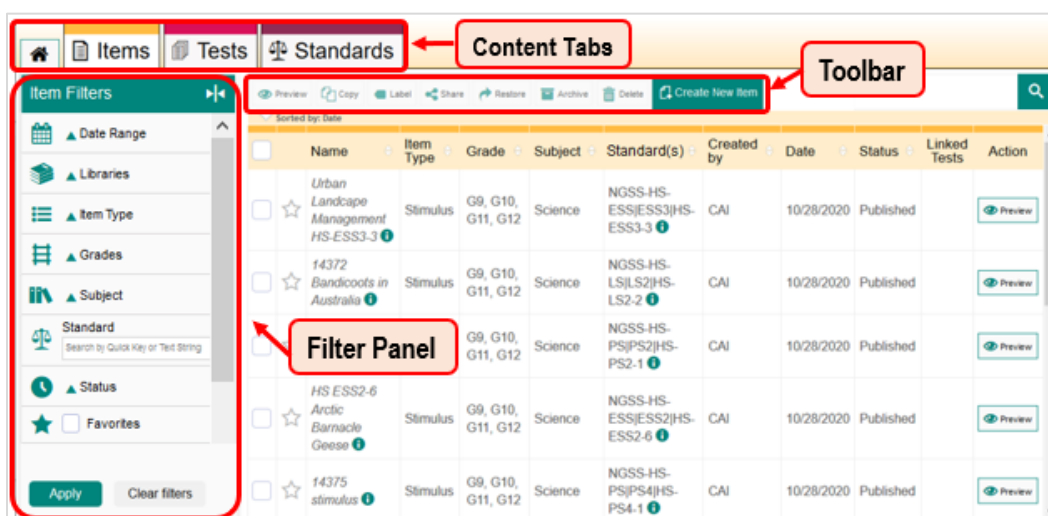 Items Tests Standards
Content Tabs
Toolbar
Item Filters
Preview Copy Label Share Restore Archive Delete Create New Item
Sorted by: Date
Date Range
Libraries
Item Type
Grades
Subject
Standard
Search by Quick Key or Text String
Status
Favorites
Apply Clear filters
Filter Panel
Name Item Type Grade Subject Standard(s) Created by Date Status Linked Tests Action
Urban
Landcape
Management
HS-ESS3-3
Stimulus
G9, G10,
G11, G12
Science
NGSS-HS-
ESS|ESS3|HS-
ESS3-3
CAI
10/28/2020 Published
Preview
14372
Bandicoots in
Australia
Stimulus
G9, G10,
G11, G12
Science
NGSS-HS-
LS|LS2|HS-
LS2-2
CAI
10/28/2020 Published
Preview
G9, G10,
G11, G12
Science
NGSS-HS-
PS|PS2|HS-
PS2-1
CAI
10/28/2020 Published
Preview
HS ESS2-6
Arctic
Barnacle
Geese
Stimulus
G9, G10,
G11, G12
Science
NGSS-HS-
ESS|ESS2|HS-
ESS2-6
CAI
10/28/2020 Published
Preview
14375
stimulus
Stimulus
G9, G10,
G11, G12
Science
NGSS-HS-
PS|PS4|HS-
PS4-1
CAI
10/28/2020 Published
Preview